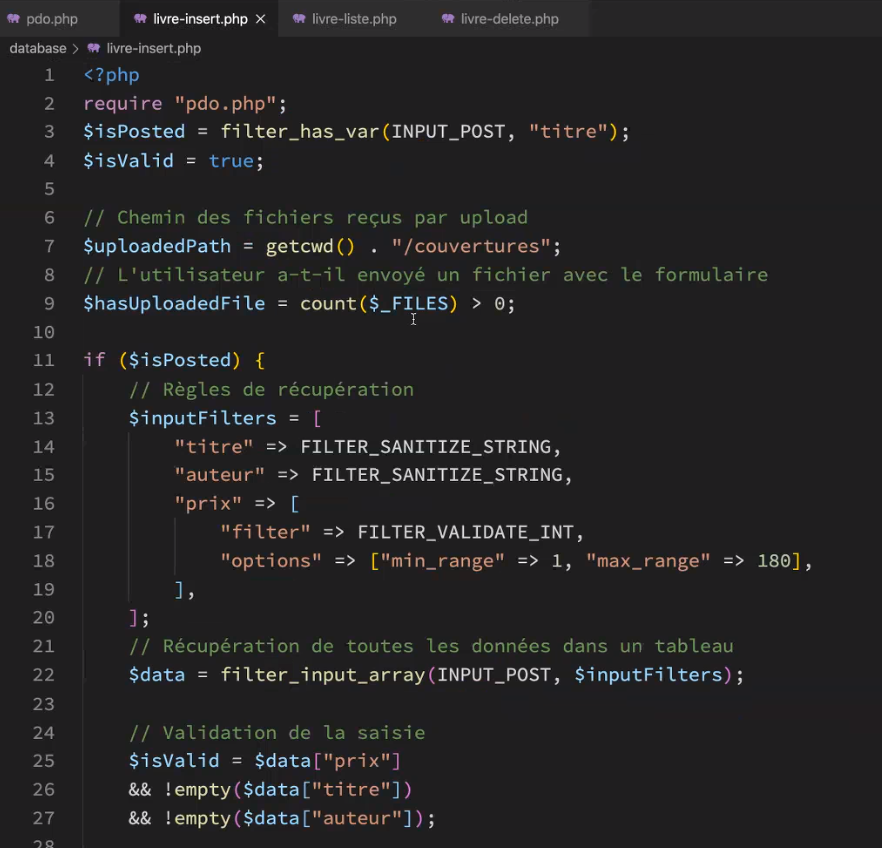 pdo.php livre-insert.php × livre-liste.php livre-delete.php
database > livre-insert.php
1 <?php
2 require "pdo.php";
3 $isPosted = filter_has_var(INPUT_POST, "titre");
4 $isValid = true;
5
6 // Chemin des fichiers reçus par upload
7 $uploadedPath = getcwd() . "/couvertures";
8 // L'utilisateur a-t-il envoyé un fichier avec le formulaire
9 $hasUploadedFile = count($_FILES) > 0;
10
11 if ($isPosted) {
12 // Règles de récupération
13 $inputFilters = [
14 "titre" => FILTER_SANITIZE_STRING,
15 "auteur" => FILTER_SANITIZE_STRING,
16 "prix" => [
17 "filter" => FILTER_VALIDATE_INT,
18 "options" => ["min_range" => 1, "max_range" => 180],
19 ],
20 ];
21 // Récupération de toutes les données dans un tableau
22 $data = filter_input_array(INPUT_POST, $inputFilters);
23
24 // Validation de la saisie
25 $isValid = $data["prix"]
26 && !empty($data["titre"])
27 && !empty($data["auteur"]);
28